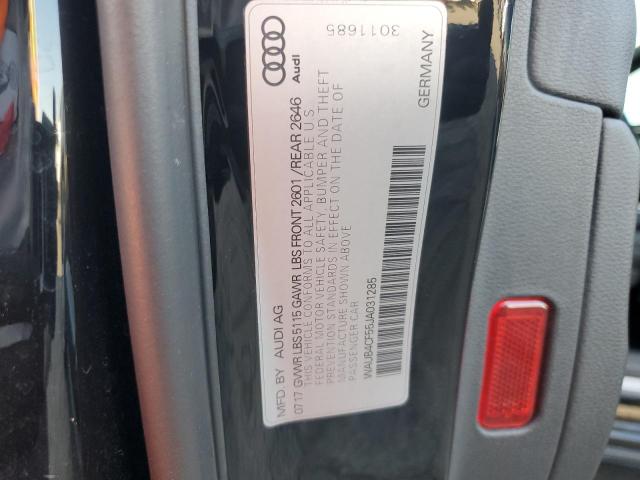 MFD. BY AUDI AG
0717 GVWR LBS 5115 GAWR LBS FRONT 2601 / REAR 2646
THIS VEHICLE CONFORMS TO ALL APPLICABLE U.S.
FEDERAL MOTOR VEHICLE SAFETY, BUMPER AND THEFT
PREVENTION STANDARDS IN EFFECT ON THE DATE OF
MANUFACTURE SHOWN ABOVE
PASSENGER CAR
WAUB4CF55JA031285
GERMANY
Audi
3011685